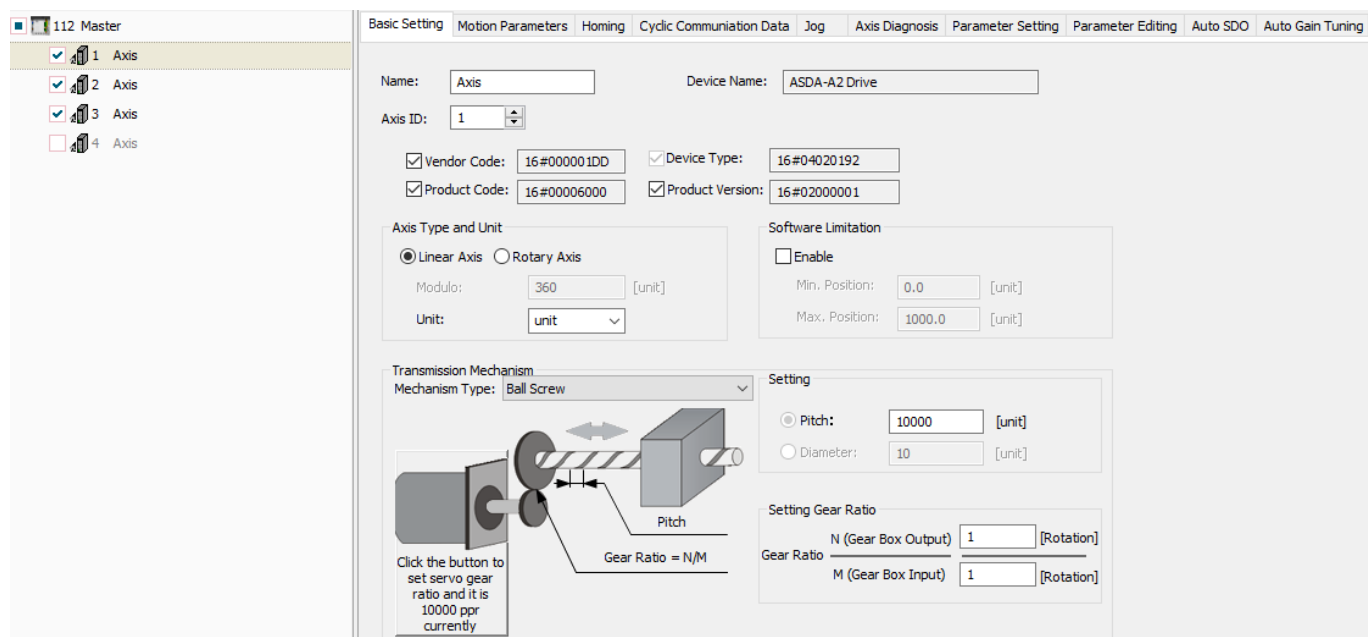 112 Master
1 Axis
2 Axis
3 Axis
4 Axis
Basic Setting Motion Parameters Homing Cyclic Communiation Data Jog Axis Diagnosis Parameter Setting Parameter Editing Auto SDO Auto Gain Tuning
Name: Axis Device Name: ASDA-A2 Drive
Axis ID: 1
Vendor Code: 16#000001DD Device Type: 16#04020192
Product Code: 16#00006000 Product Version: 16#02000001
Axis Type and Unit
Linear Axis Rotary Axis
Modulo: 360 [unit]
Unit: unit
Software Limitation
Enable
Min. Position: 0.0 [unit]
Max. Position: 1000.0 [unit]
Transmission Mechanism
Mechanism Type: Ball Screw
Pitch
Gear Ratio = N/M
Click the button to
set servo gear
ratio and it is
10000 ppr
currently
Setting
Pitch: 10000 [unit]
Diameter: 10 [unit]
Setting Gear Ratio
N (Gear Box Output) 1 [Rotation]
Gear Ratio
M (Gear Box Input) 1 [Rotation]